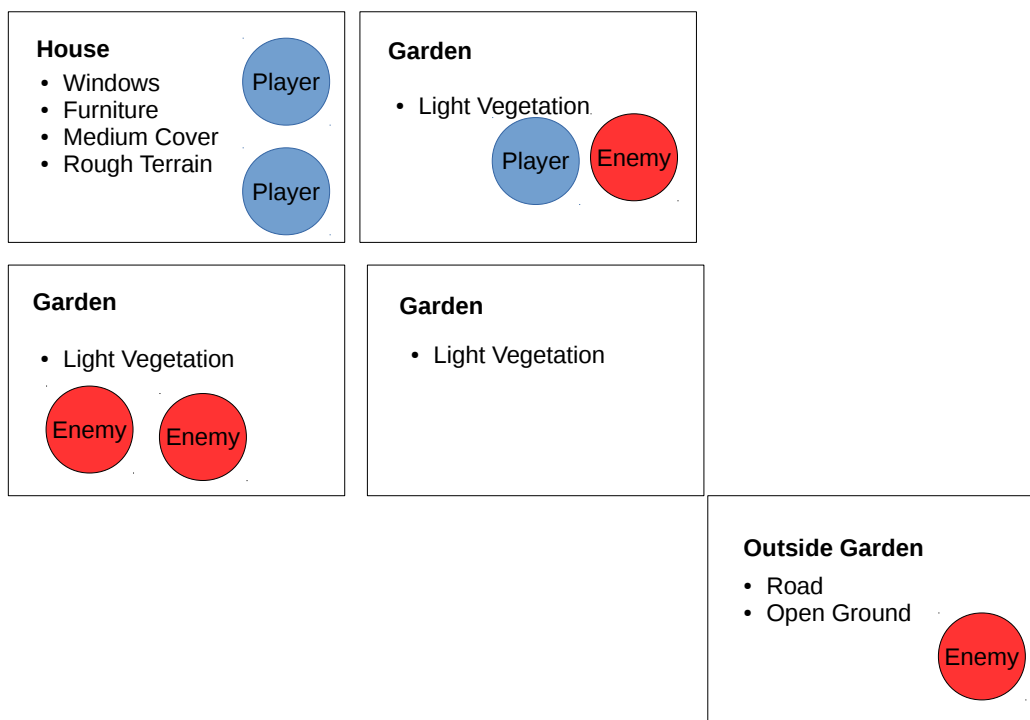 House
• Windows
• Furniture
• Medium Cover
• Rough Terrain
Player
Player
Garden
• Light Vegetation
Player
Enemy
Garden
• Light Vegetation
Enemy
Enemy
Garden
• Light Vegetation
Outside Garden
• Road
• Open Ground
Enemy